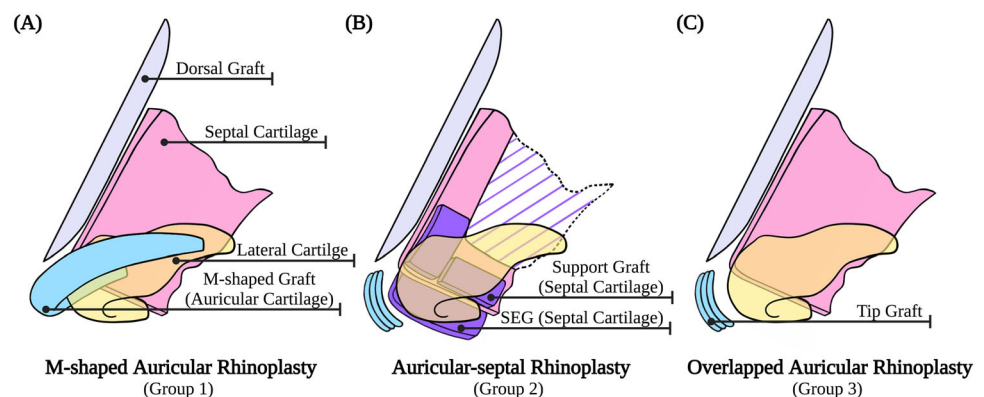 (A)
Dorsal Graft
Septal Cartilage
Lateral Cartilge
M-shaped Graft
(Auricular Cartilage)
M-shaped Auricular Rhinoplasty
(Group 1)
(B)
Support Graft
(Septal Cartilage)
SEG (Septal Cartilage)
Auricular-septal Rhinoplasty
(Group 2)
(C)
Tip Graft
Overlapped Auricular Rhinoplasty
(Group 3)